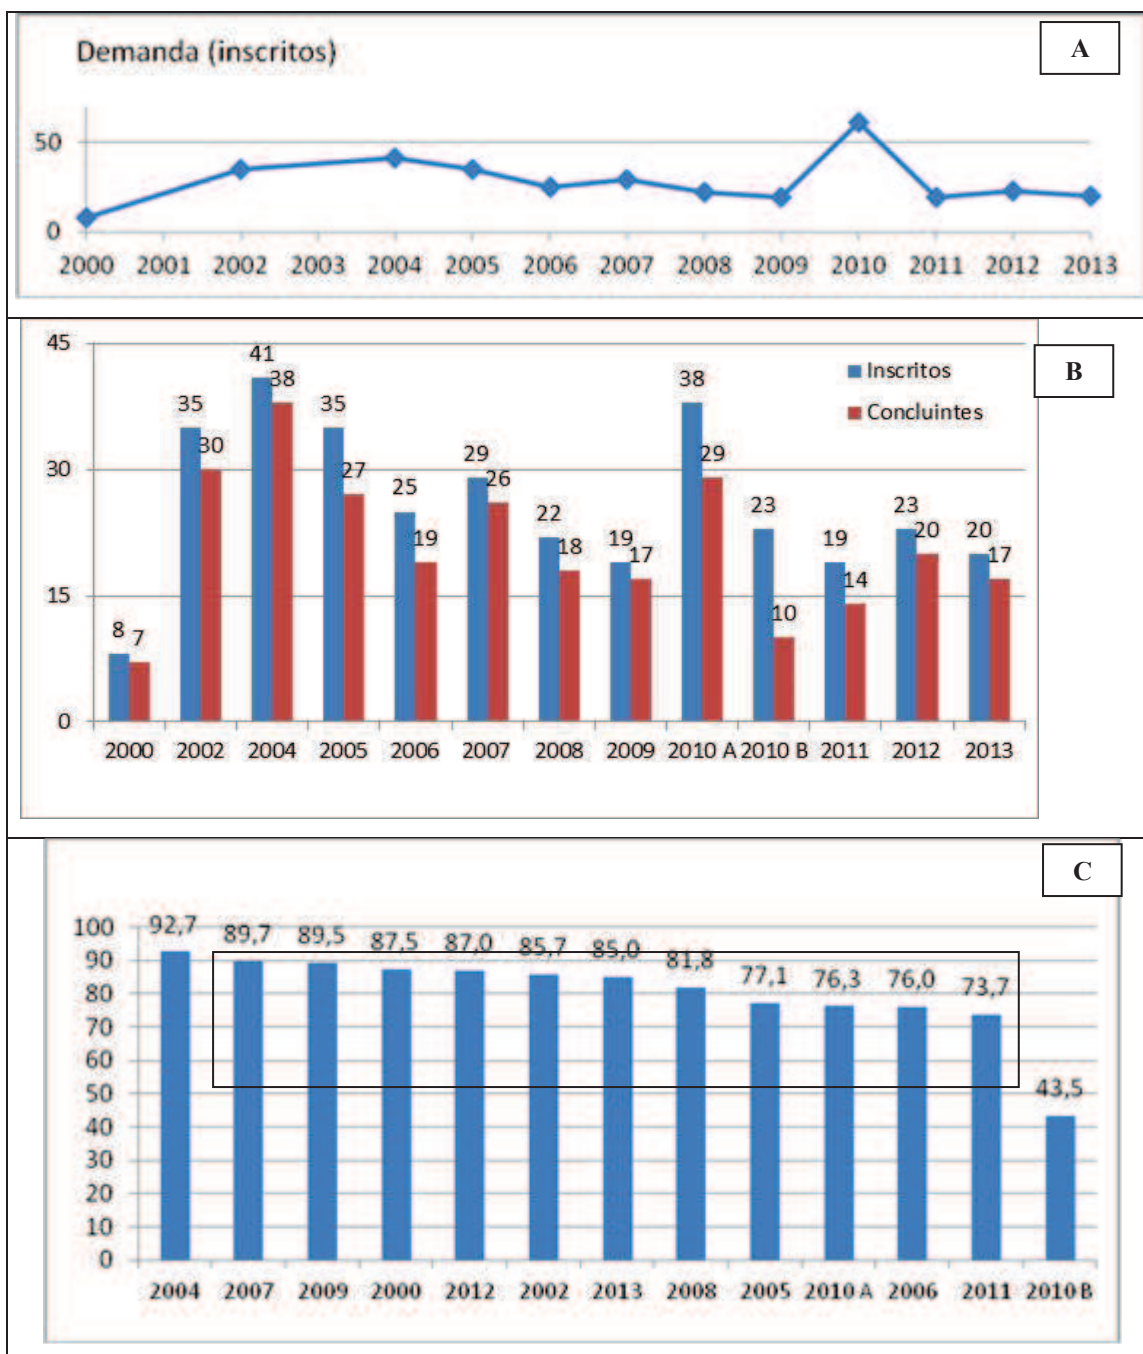 A
Demanda (inscritos)
50
0
2000 2001 2002 2003 2004 2005 2006 2007 2008 2009 2010 2011 2012 2013
B
45
30
15
0
Inscritos
Concluintes
8 7 35 30 41 38 35 27 25 19 29 26 22 18 19 17 38 29 23 10 19 14 23 20 20 17
2000 2002 2004 2005 2006 2007 2008 2009 2010 A 2010 B 2011 2012 2013
C
100
90
80
70
60
50
40
30
20
10
0
92,7 89,7 89,5 87,5 87,0 85,7 85,0 81,8 77,1 76,3 76,0 73,7 43,5
2004 2007 2009 2000 2012 2002 2013 2008 2005 2010 A 2006 2011 2010 B